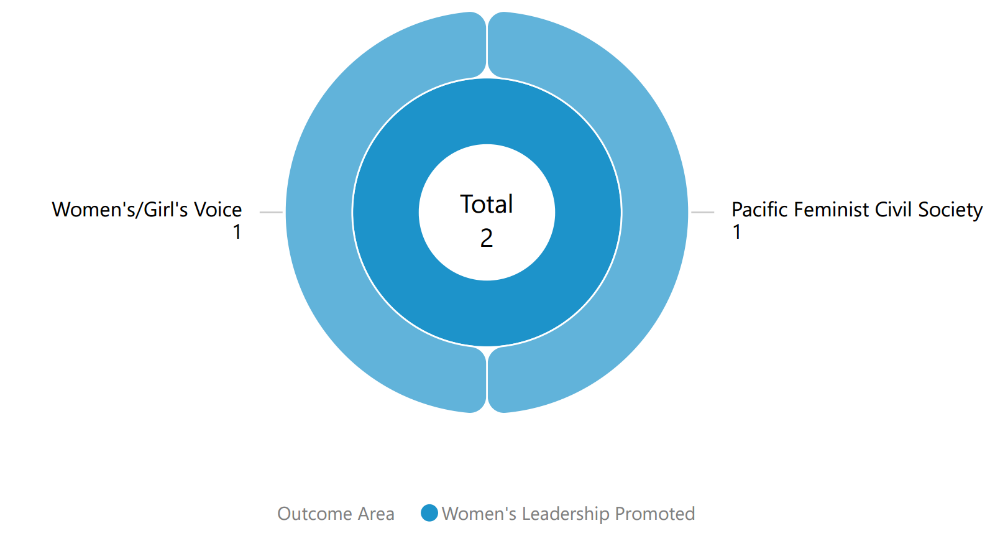 Total
2
Women's/Girl's Voice
1
Pacific Feminist Civil Society
1
Outcome Area
Women's Leadership Promoted